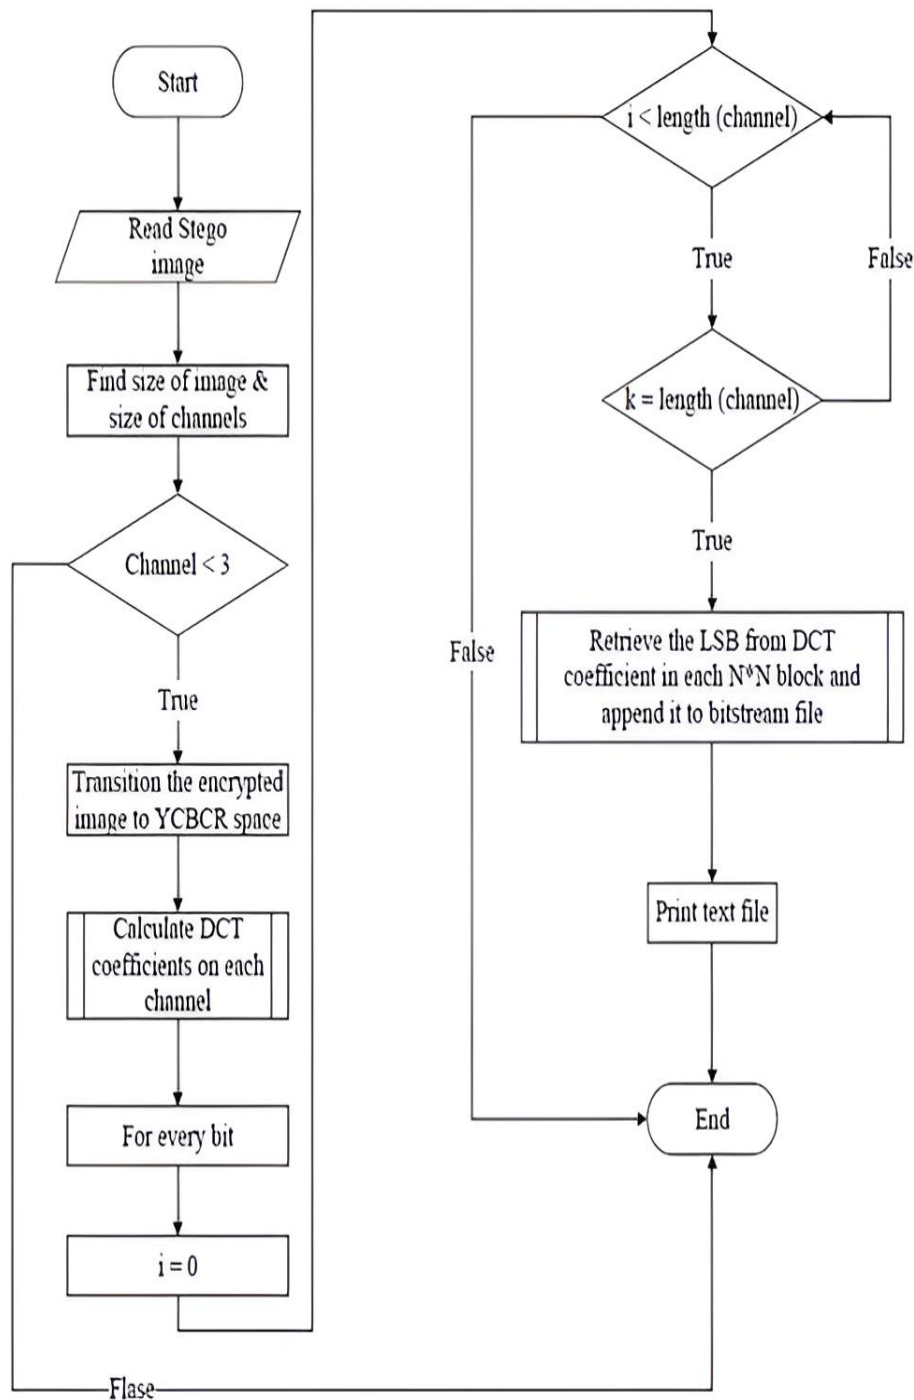 Start
Read Stego
image
Find size of image &
size of channels
Channel < 3
True
Transition the encrypted
image to YCBCR space
Calculate DCT
coefficients on each
channel
For every bit
i = 0
Flase
i < length (channel)
True
False
k = length (channel)
True
False
Retrieve the LSB from DCT
coefficient in each N*N block and
append it to bitstream file
Print text file
End